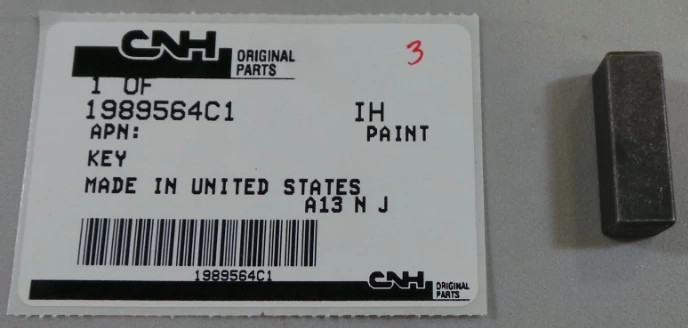 CNH ORIGINAL
PARTS
3
1 OF
1989564C1 IH
APN: PAINT
KEY
MADE IN UNITED STATES
A13 N J
1989564C1
CNH ORIGINAL
PARTS